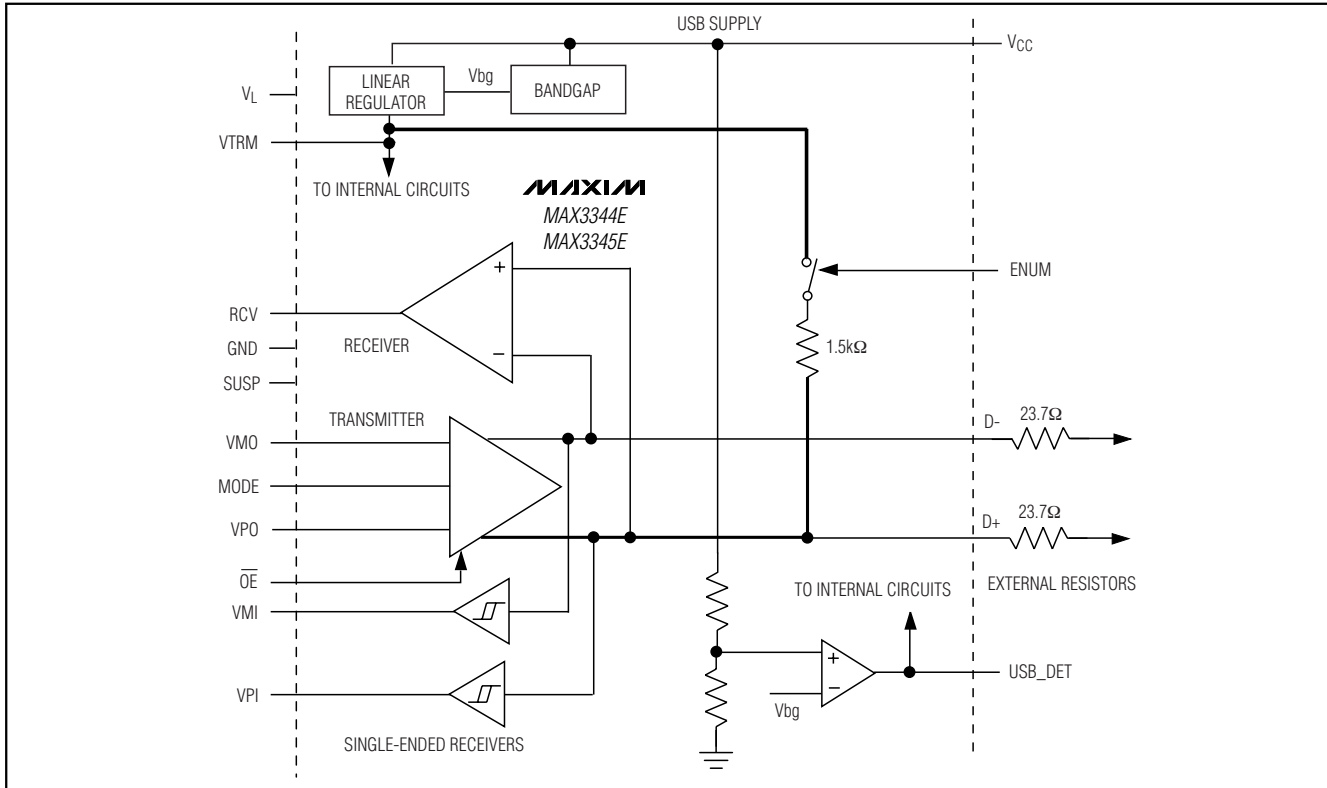 USB SUPPLY
VCC
LINEAR
REGULATOR
Vbg
BANDGAP
VL
VTRM
TO INTERNAL CIRCUITS
MAXIM
MAX3344E
MAX3345E
ENUM
+
RCV
RECEIVER
1.5kΩ
GND
−
SUSP
TRANSMITTER
D-
23.7Ω
VMO
MODE
VPO
D+
23.7Ω
OE
TO INTERNAL CIRCUITS
EXTERNAL RESISTORS
VMI
+
USB_DET
−
VPI
Vbg
SINGLE-ENDED RECEIVERS